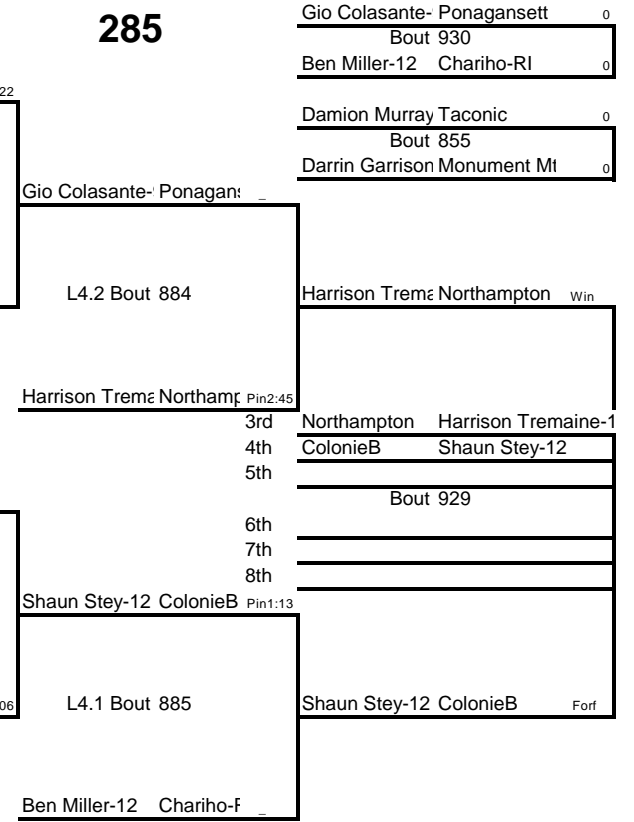 Gio Colasante- Ponagansett 0
285
Bout 930
Ben Miller-12 Chariho-RI 0
22
Damion Murray Taconic 0
Bout 855
Darrin Garrison Monument Mt 0
Gio Colasante- Ponagans _
L4.2 Bout 884 Harrison Trema Northampton Win
Harrison Trema Northamp Pin2:45
3rd Northampton Harrison Tremaine-1
4th ColonieB Shaun Stey-12
5th
Bout 929
6th
7th
8th
Shaun Stey-12 ColonieB Pin1:13
06 L4.1 Bout 885 Shaun Stey-12 ColonieB Forf
Ben Miller-12 Chariho-R _